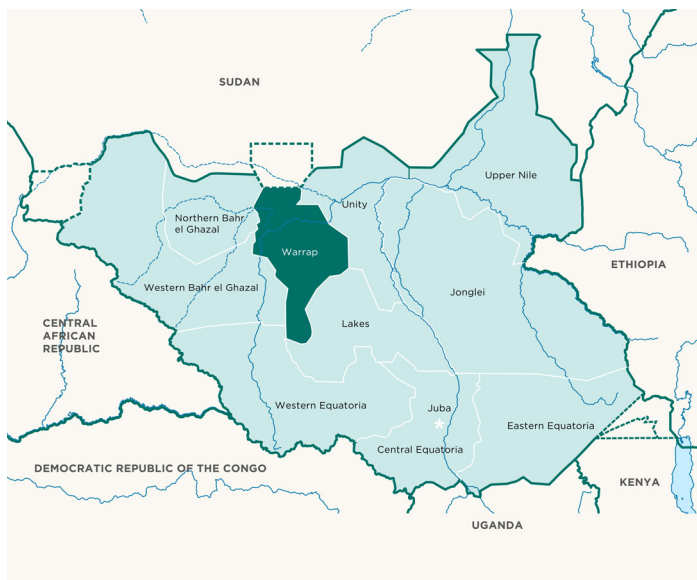 SUDAN
Upper Nile
Unity
Northern Bahr
el Ghazal
Warrap
ETHIOPIA
Western Bahr el Ghazal
Jonglei
CENTRAL
AFRICAN
REPUBLIC
Lakes
Western Equatoria
Juba
Eastern Equatoria
Central Equatoria
DEMOCRATIC REPUBLIC OF THE CONGO
KENYA
UGANDA